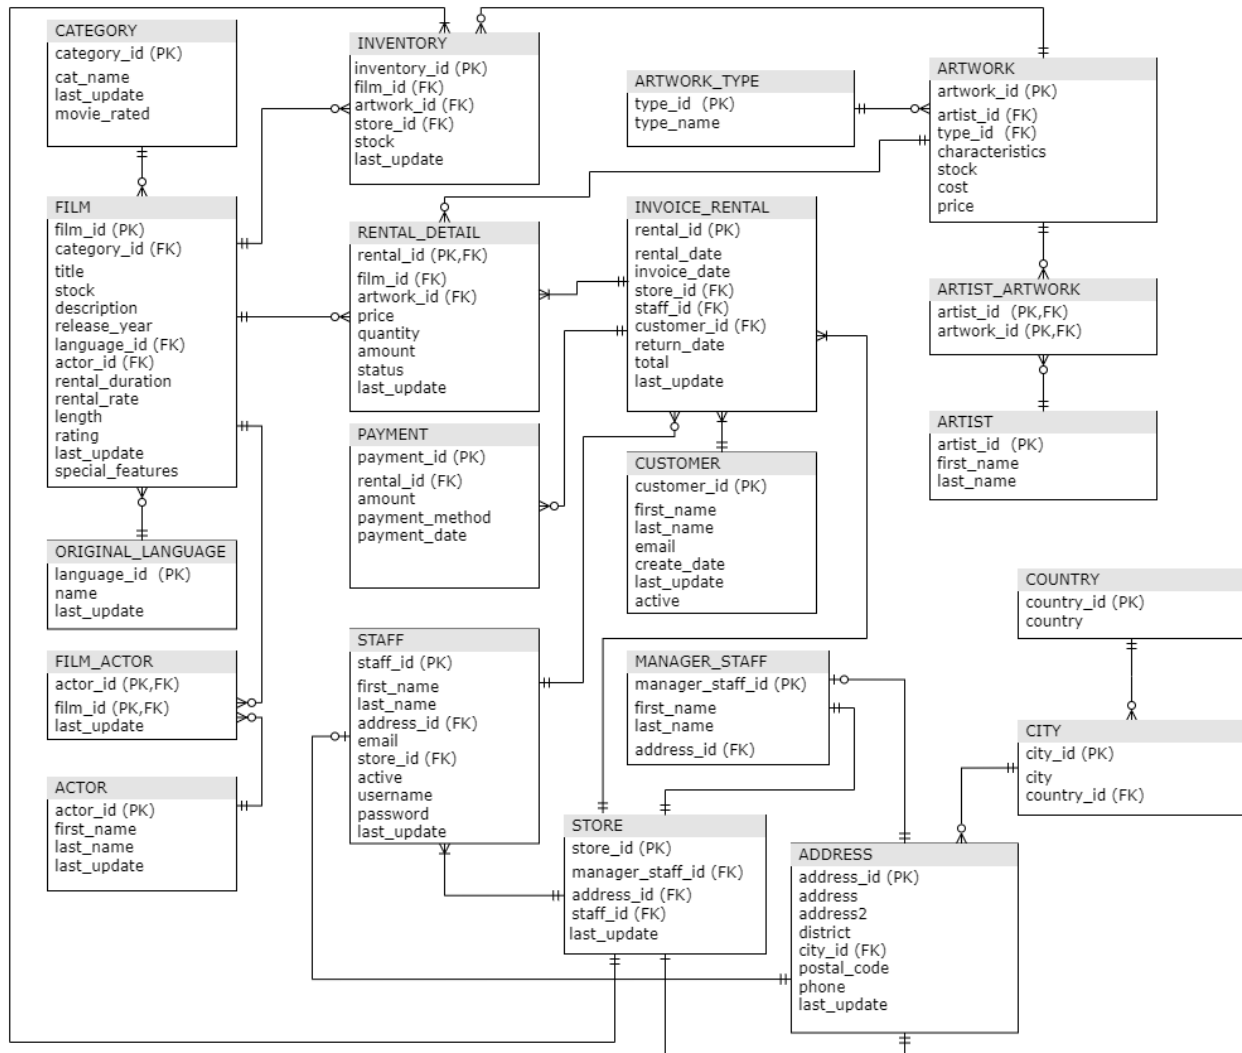 CATEGORY
category_id (PK)
cat_name
last_update
movie_rated
FILM
film_id (PK)
category_id (FK)
title
stock
description
release_year
language_id (FK)
actor_id (FK)
rental_duration
rental_rate
length
rating
last_update
special_features
ORIGINAL_LANGUAGE
language_id (PK)
name
last_update
FILM_ACTOR
actor_id (PK,FK)
film_id (PK,FK)
last_update
ACTOR
actor_id (PK)
first_name
last_name
last_update
INVENTORY
inventory_id (PK)
film_id (FK)
artwork_id (FK)
store_id (FK)
stock
last_update
RENTAL_DETAIL
rental_id (PK,FK)
film_id (FK)
artwork_id (FK)
price
quantity
amount
status
last_update
PAYMENT
payment_id (PK)
rental_id (FK)
amount
payment_method
payment_date
STAFF
staff_id (PK)
first_name
last_name
address_id (FK)
email
store_id (FK)
active
username
password
last_update
ARTWORK_TYPE
type_id (PK)
type_name
INVOICE_RENTAL
rental_id (PK)
rental_date
invoice_date
store_id (FK)
staff_id (FK)
customer_id (FK)
return_date
total
last_update
CUSTOMER
customer_id (PK)
first_name
last_name
email
create_date
last_update
active
MANAGER_STAFF
manager_staff_id (PK)
first_name
last_name
address_id (FK)
STORE
store_id (PK)
manager_staff_id (FK)
address_id (FK)
staff_id (FK)
last_update
ARTWORK
artwork_id (PK)
artist_id (FK)
type_id (FK)
characteristics
stock
cost
price
ARTIST_ARTWORK
artist_id (PK,FK)
artwork_id (PK,FK)
ARTIST
artist_id (PK)
first_name
last_name
COUNTRY
country_id (PK)
country
CITY
city_id (PK)
city
country_id (FK)
ADDRESS
address_id (PK)
address
address2
district
city_id (FK)
postal_code
phone
last_update